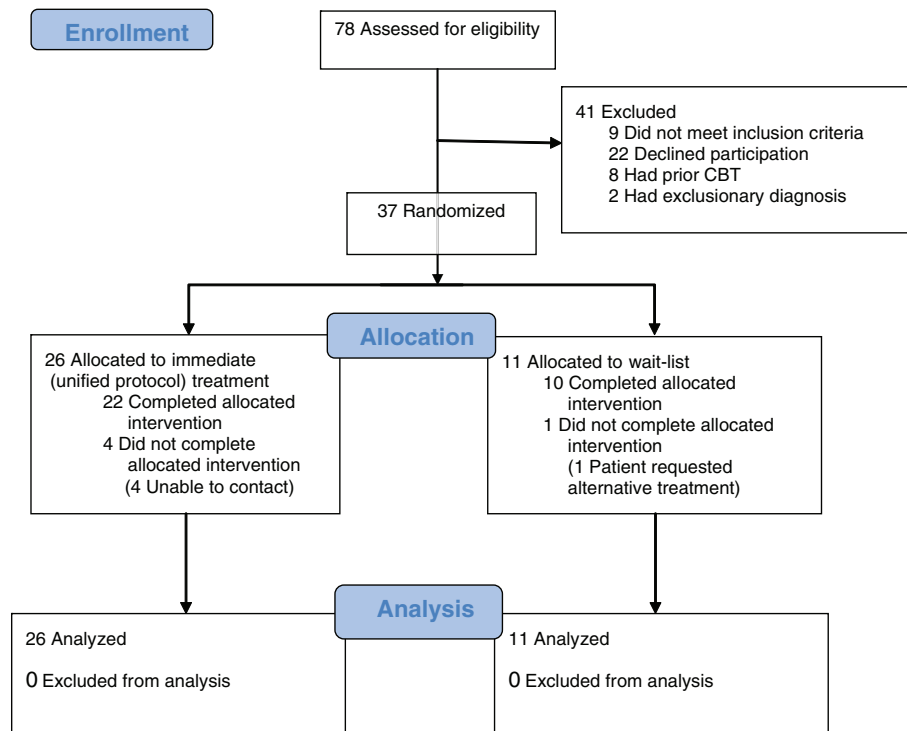 Enrollment
78 Assessed for eligibility
41 Excluded
9 Did not meet inclusion criteria
22 Declined participation
8 Had prior CBT
2 Had exclusionary diagnosis
37 Randomized
Allocation
26 Allocated to immediate
(unified protocol) treatment
22 Completed allocated
intervention
4 Did not complete
allocated intervention
(4 Unable to contact)
11 Allocated to wait-list
10 Completed allocated
intervention
1 Did not complete allocated
intervention
(1 Patient requested
alternative treatment)
Analysis
26 Analyzed
0 Excluded from analysis
11 Analyzed
0 Excluded from analysis